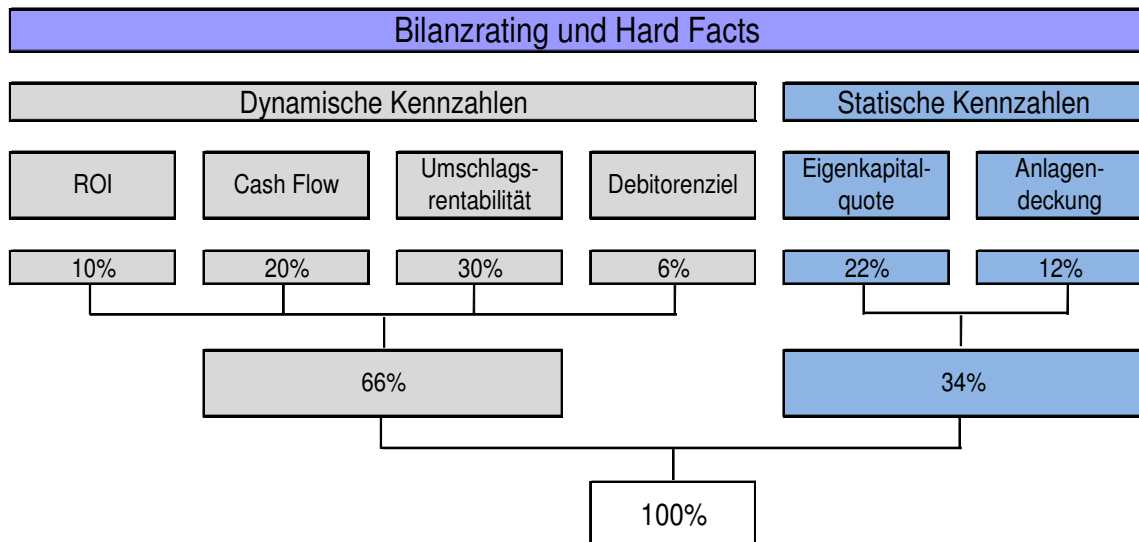 Bilanzrating und Hard Facts
Dynamische Kennzahlen
Statische Kennzahlen
ROI
Cash Flow
Umschlags-
rentabilität
Debitorenziel
Eigenkapital-
quote
Anlagen-
deckung
10%
20%
30%
6%
22%
12%
66%
34%
100%